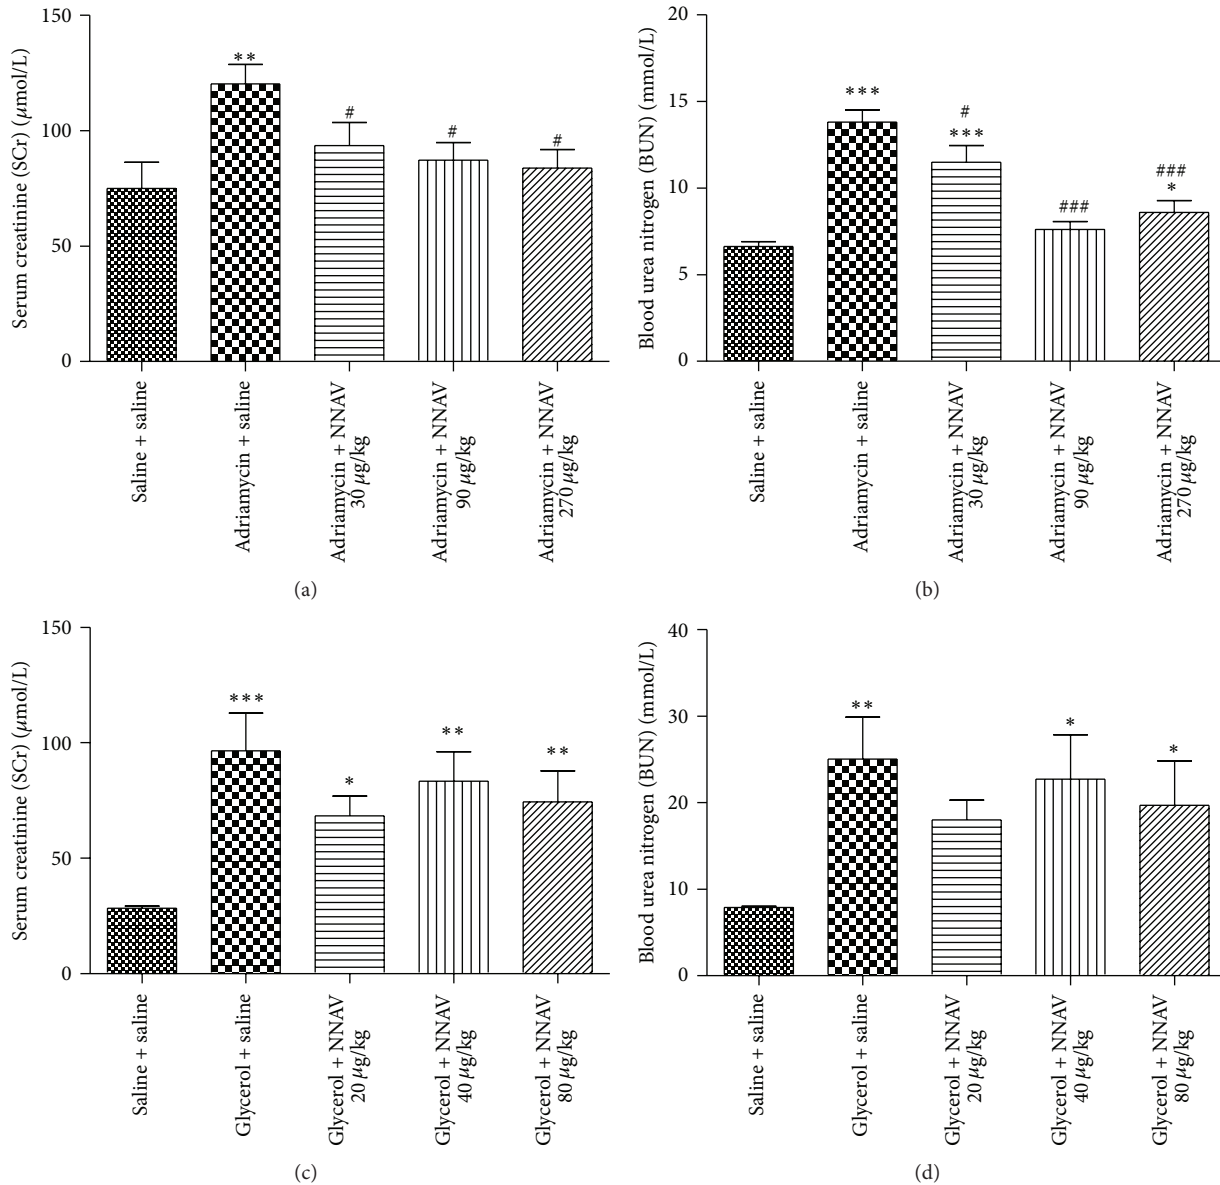 Serum creatinine (SCr) (μmol/L)
150
100
50
0
**
#
#
#
Saline + saline
Adriamycin + saline
Adriamycin + NNAV
30 μg/kg
Adriamycin + NNAV
90 μg/kg
Adriamycin + NNAV
270 μg/kg
(a)
Blood urea nitrogen (BUN) (mmol/L)
20
15
10
5
0
***
#
***
###
###
*
Saline + saline
Adriamycin + saline
Adriamycin + NNAV
30 μg/kg
Adriamycin + NNAV
90 μg/kg
Adriamycin + NNAV
270 μg/kg
(b)
Serum creatinine (SCr) (μmol/L)
150
100
50
0
***
*
**
**
Saline + saline
Glycerol + saline
Glycerol + NNAV
20 μg/kg
Glycerol + NNAV
40 μg/kg
Glycerol + NNAV
80 μg/kg
(c)
Blood urea nitrogen (BUN) (mmol/L)
40
30
20
10
0
**
*
*
Saline + saline
Glycerol + saline
Glycerol + NNAV
20 μg/kg
Glycerol + NNAV
40 μg/kg
Glycerol + NNAV
80 μg/kg
(d)